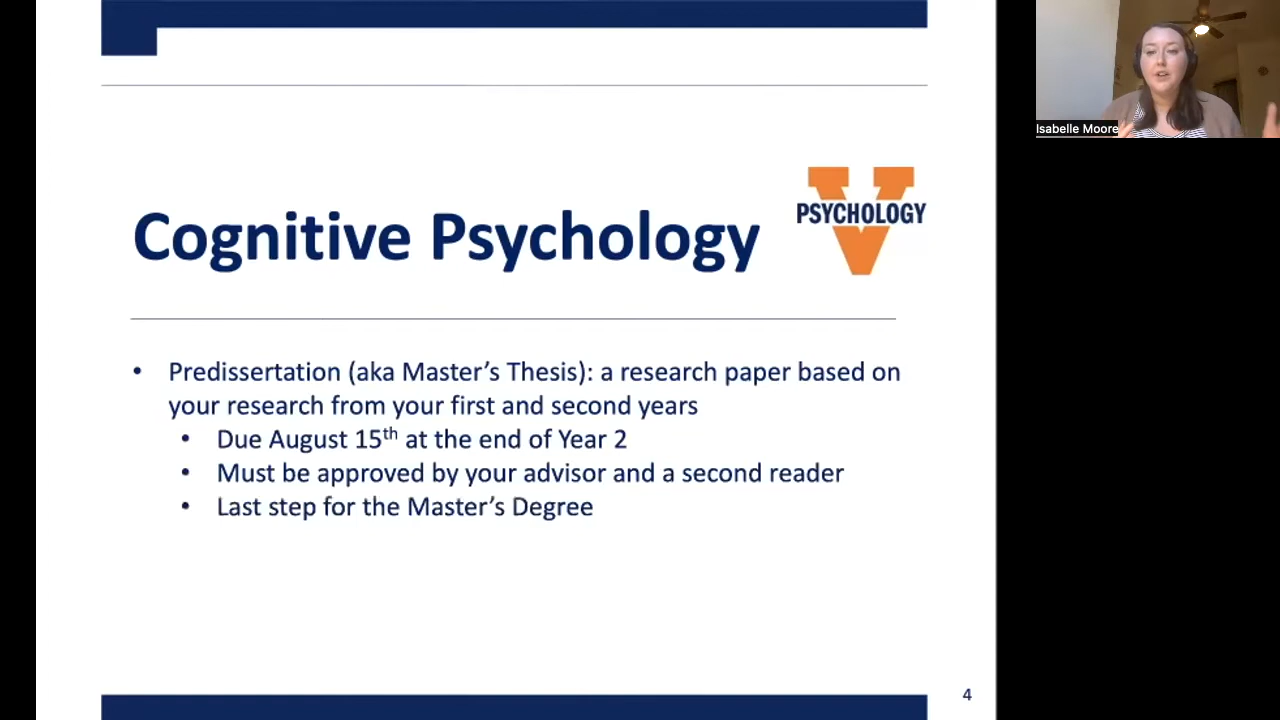 Isabelle Moore
PSYCHOLOGY
Cognitive Psychology
• Predissertation (aka Master’s Thesis): a research paper based on
your research from your first and second years
• Due August 15th at the end of Year 2
• Must be approved by your advisor and a second reader
• Last step for the Master’s Degree
4